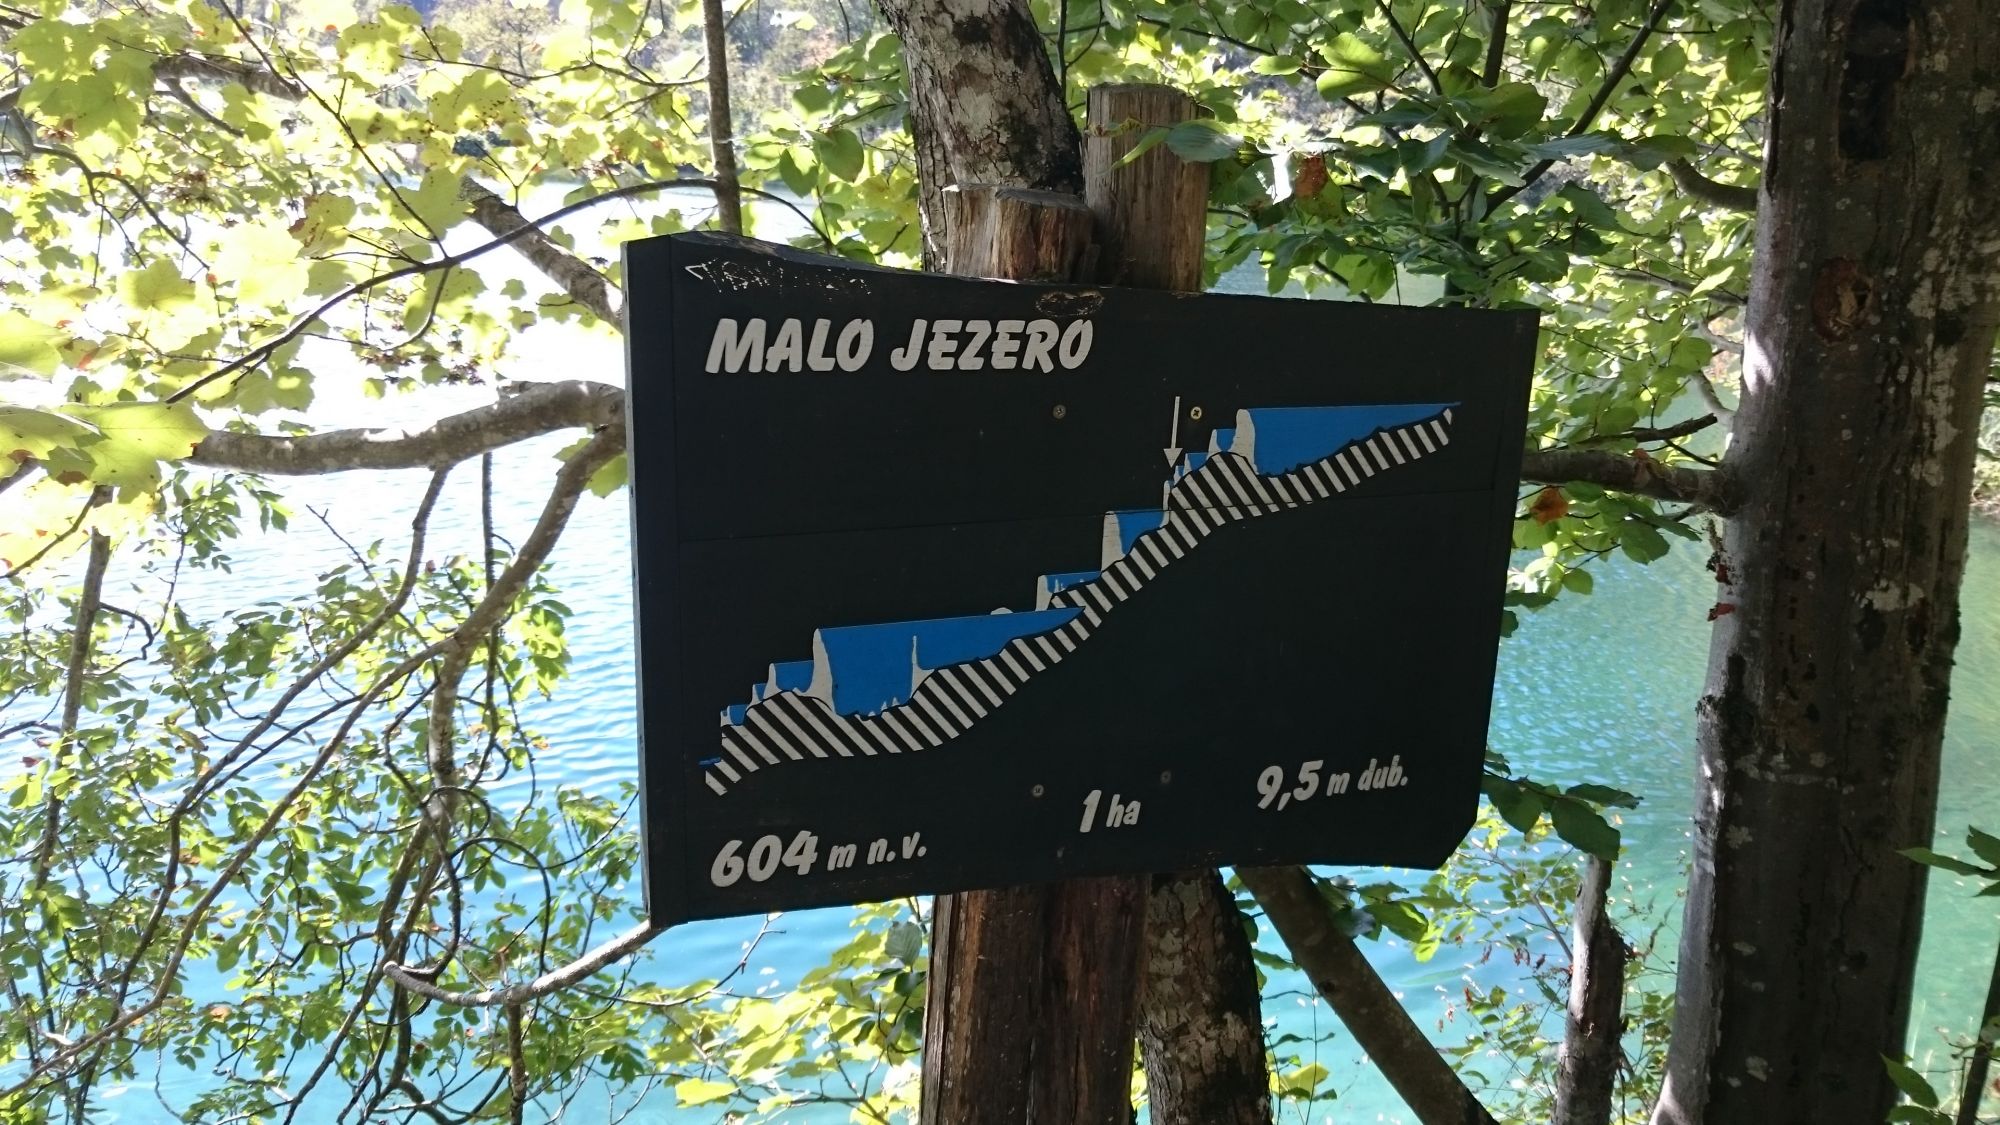 MALO JEZERO
604 m n.v.
1 ha
9,5 m dub.